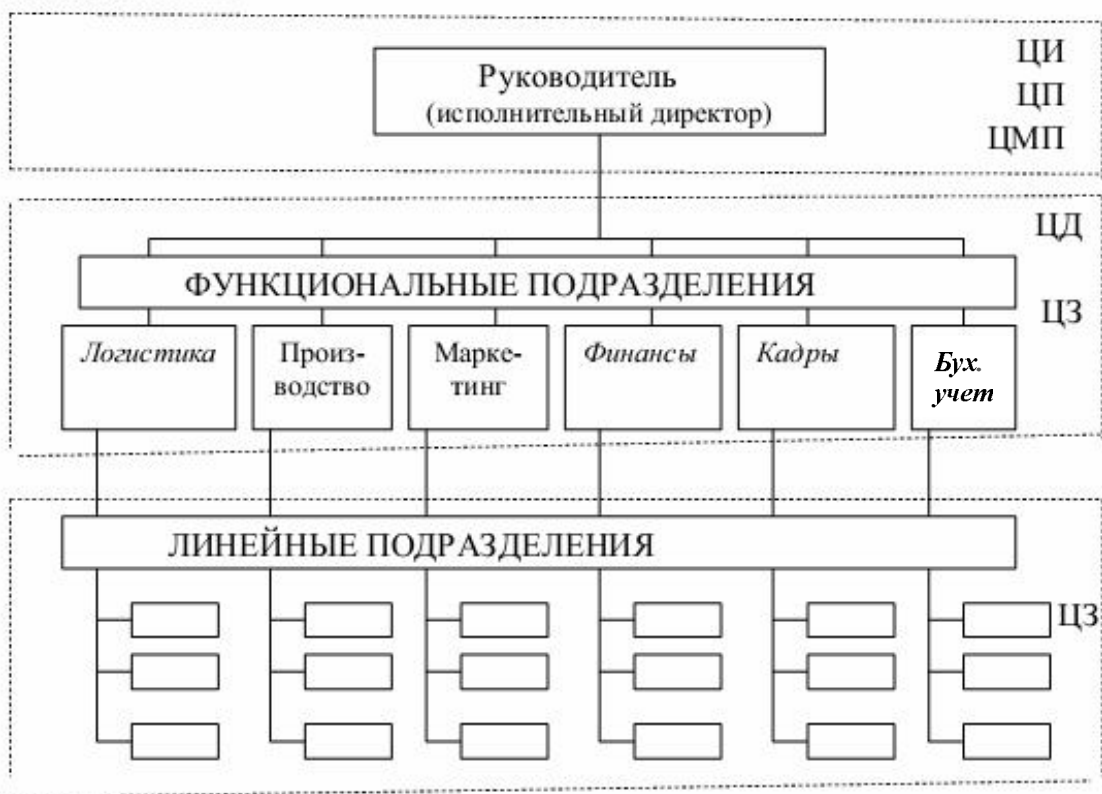 Руководитель
(исполнительный директор)
ЦИ
ЦП
ЦМП
ЦД
ФУНКЦИОНАЛЬНЫЕ ПОДРАЗДЕЛЕНИЯ
ЦЗ
Логистика
Произ-
водство
Марке-
тинг
Финансы
Кадры
Бух.
учет
ЛИНЕЙНЫЕ ПОДРАЗДЕЛЕНИЯ
ЦЗ